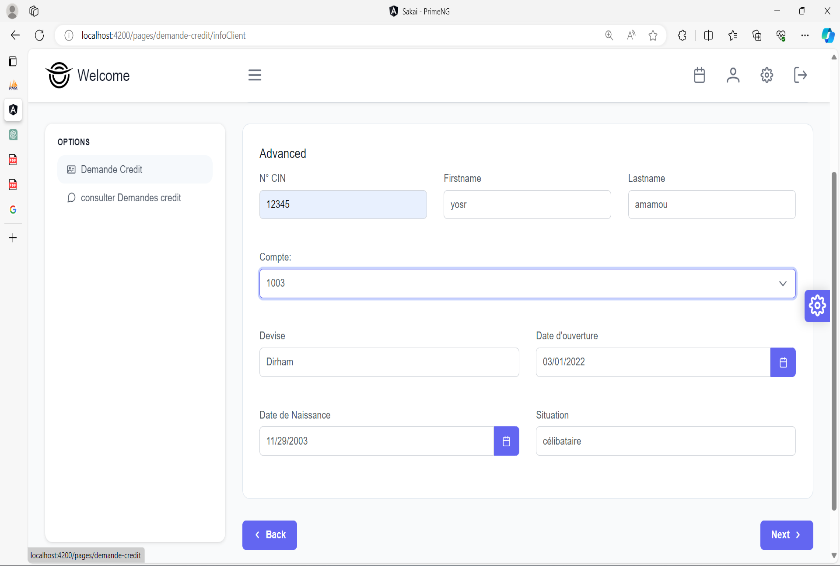 Sakai - PrimeNG
localhost:4200/pages/demande-credit/infoClient
Welcome
OPTIONS
Demande Credit
consulter Demandes credit
Advanced
N° CIN
Firstname
Lastname
12345
yosr
amamou
Compte:
1003
Devise
Date d'ouverture
Dirham
03/01/2022
Date de Naissance
Situation
11/29/2003
célibataire
Back
Next
localhost:4200/pages/demande-credit